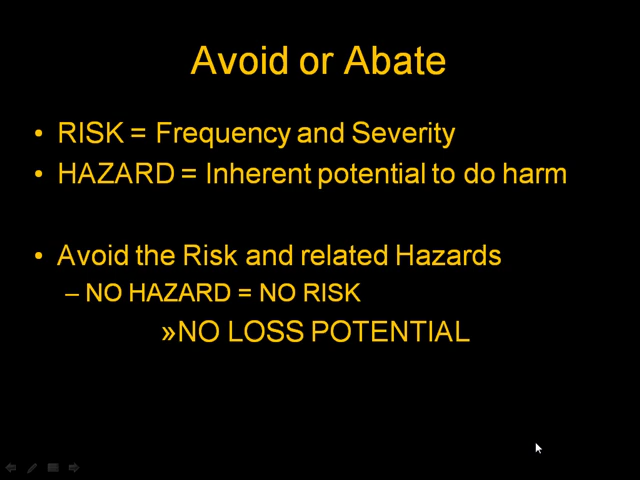 Avoid or Abate
• RISK = Frequency and Severity
• HAZARD = Inherent potential to do harm
• Avoid the Risk and related Hazards
– NO HAZARD = NO RISK
»NO LOSS POTENTIAL